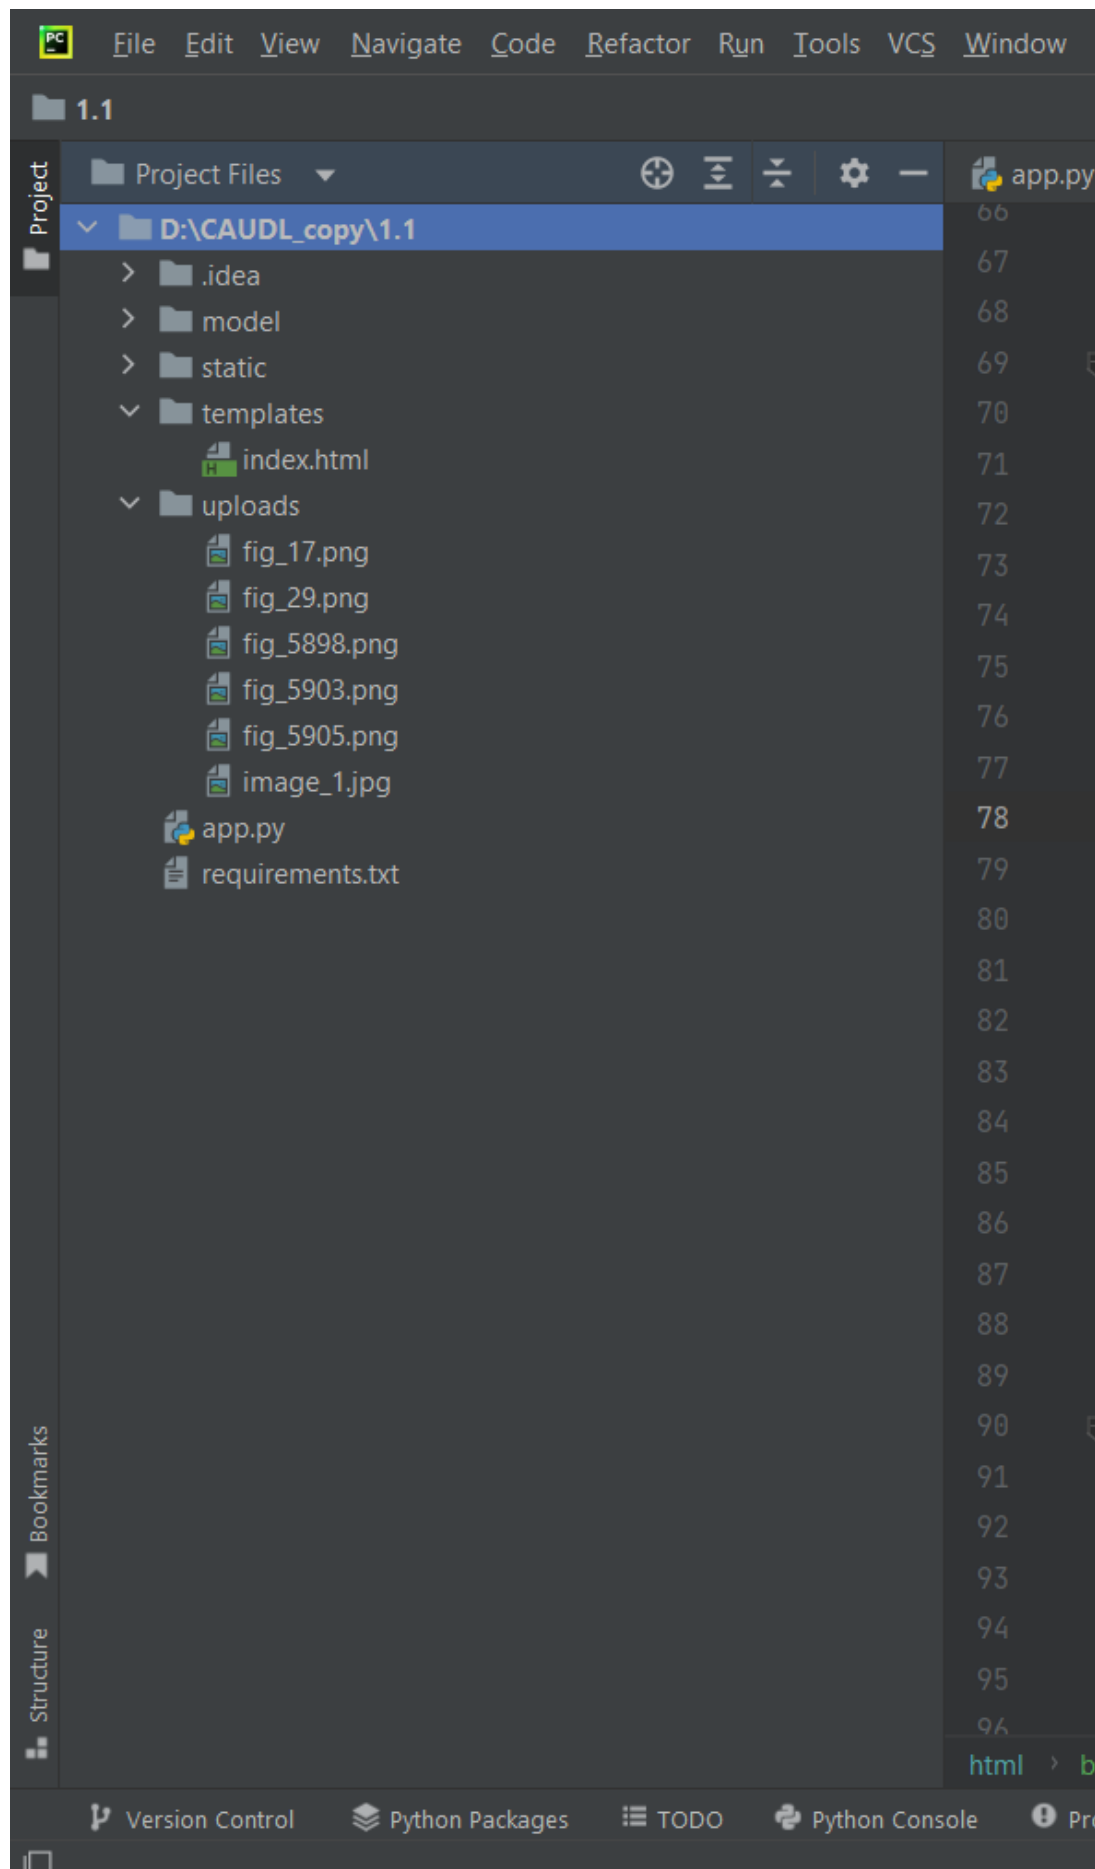 PC File Edit View Navigate Code Refactor Run Tools VCS Window
1.1
Project
Project Files
app.py
D:\CAUDL_copy\1.1
.idea
model
static
templates
index.html
uploads
fig_17.png
fig_29.png
fig_5898.png
fig_5903.png
fig_5905.png
image_1.jpg
app.py
requirements.txt
66
67
68
69
70
71
72
73
74
75
76
77
78
79
80
81
82
83
84
85
86
87
88
89
90
91
92
93
94
95
96
Bookmarks
Structure
html
Version Control Python Packages TODO Python Console